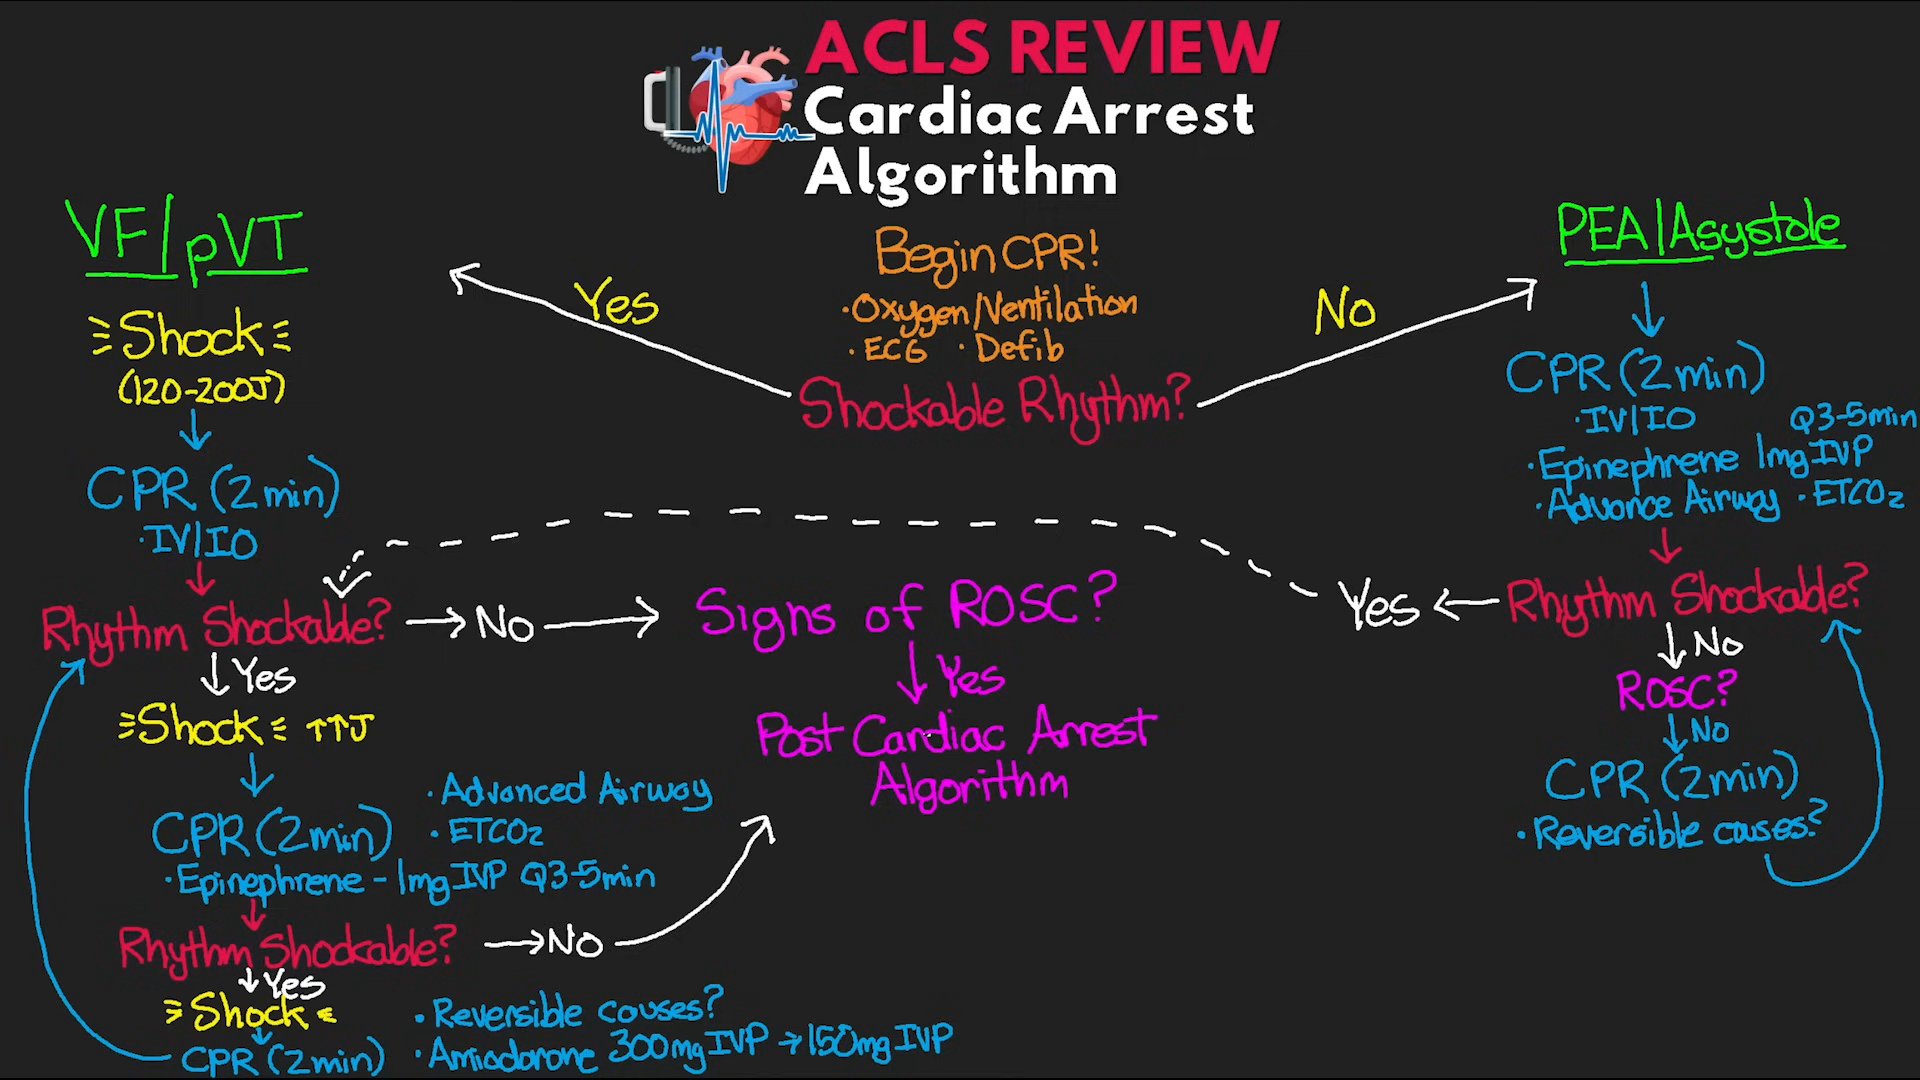 ACLS REVIEW
Cardiac Arrest
Algorithm
Begin CPR!
·Oxygen/Ventilation
·ECG ·Defib
Shockable Rhythm?
Yes
No
VF/pVT
Shock
(120-200J)
CPR (2min)
·IV/IO
Rhythm Shockable?
No
Yes
Shock ↑↑J
CPR (2min)
·Advanced Airway
·ETCO2
·Epinephrene - 1mg IVP Q3-5min
Rhythm Shockable?
No
Yes
Shock
CPR (2min)
·Reversible causes?
·Amiodorone 300mg IVP → 150mg IVP
Signs of ROSC?
Yes
Post Cardiac Arrest
Algorithm
PEA/Asystole
CPR (2min)
·IV/IO
Q3-5min
·Epinephrene 1mg IVP
·Advance Airway ·ETCO2
Rhythm Shockable?
Yes
No
ROSC?
No
CPR (2min)
·Reversible causes?